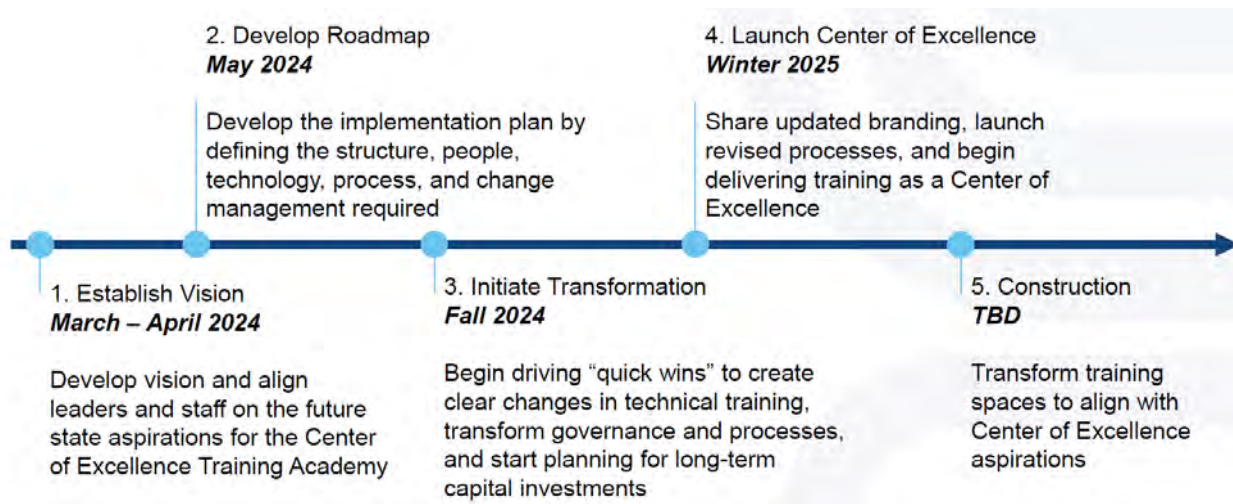 2. Develop Roadmap
May 2024
Develop the implementation plan by
defining the structure, people,
technology, process, and change
management required
4. Launch Center of Excellence
Winter 2025
Share updated branding, launch
revised processes, and begin
delivering training as a Center of
Excellence
1. Establish Vision
March – April 2024
Develop vision and align
leaders and staff on the future
state aspirations for the Center
of Excellence Training Academy
3. Initiate Transformation
Fall 2024
Begin driving “quick wins” to create
clear changes in technical training,
transform governance and processes,
and start planning for long-term
capital investments
5. Construction
TBD
Transform training
spaces to align with
Center of Excellence
aspirations